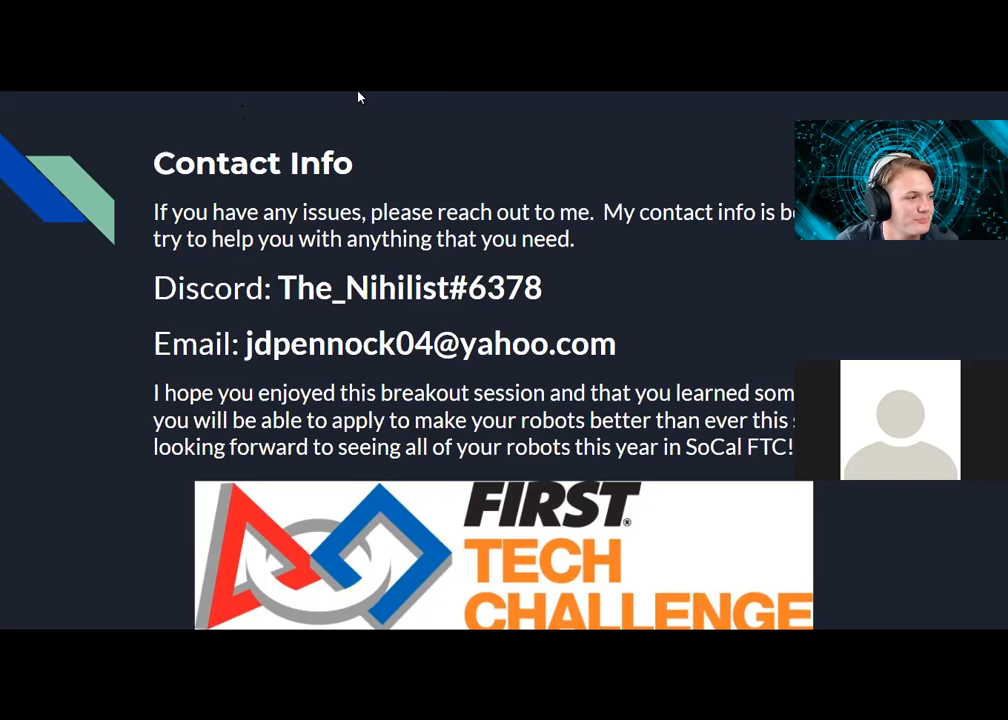 Contact Info
If you have any issues, please reach out to me. My contact info is
try to help you with anything that you need.
Discord: The_Nihilist#6378
Email: jdpennock04@yahoo.com
I hope you enjoyed this breakout session and that you learned
you will be able to apply to make your robots better than ever this
looking forward to seeing all of your robots this year in SoCal FTC!
FIRST®
TECH
CHALLENGE